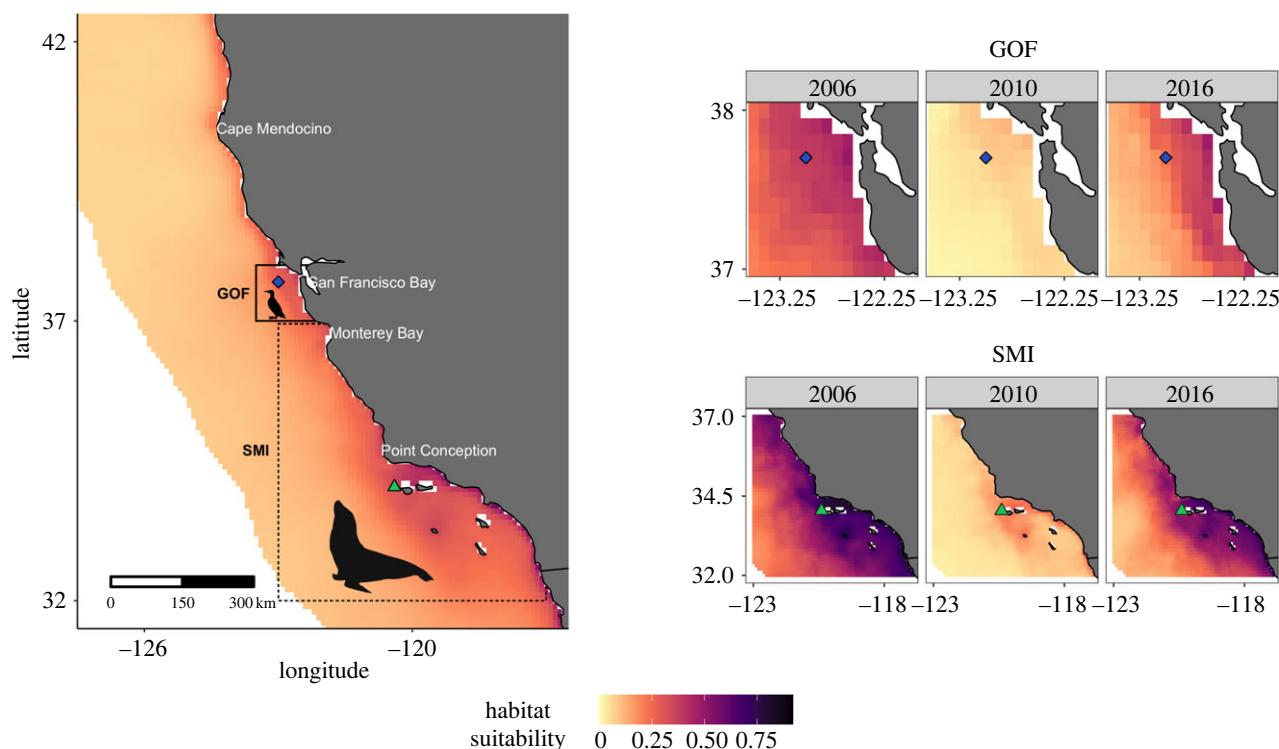 42
37
32
latitude
Cape Mendocino
GOF
San Francisco Bay
Monterey Bay
SMI
Point Conception
0 150 300 km
−126 −120
longitude
GOF
2006 2010 2016
38
37
−123.25 −122.25 −123.25 −122.25 −123.25 −122.25
SMI
2006 2010 2016
37.0
34.5
32.0
−123 −118 −123 −118 −123 −118
habitat
suitability
0 0.25 0.50 0.75